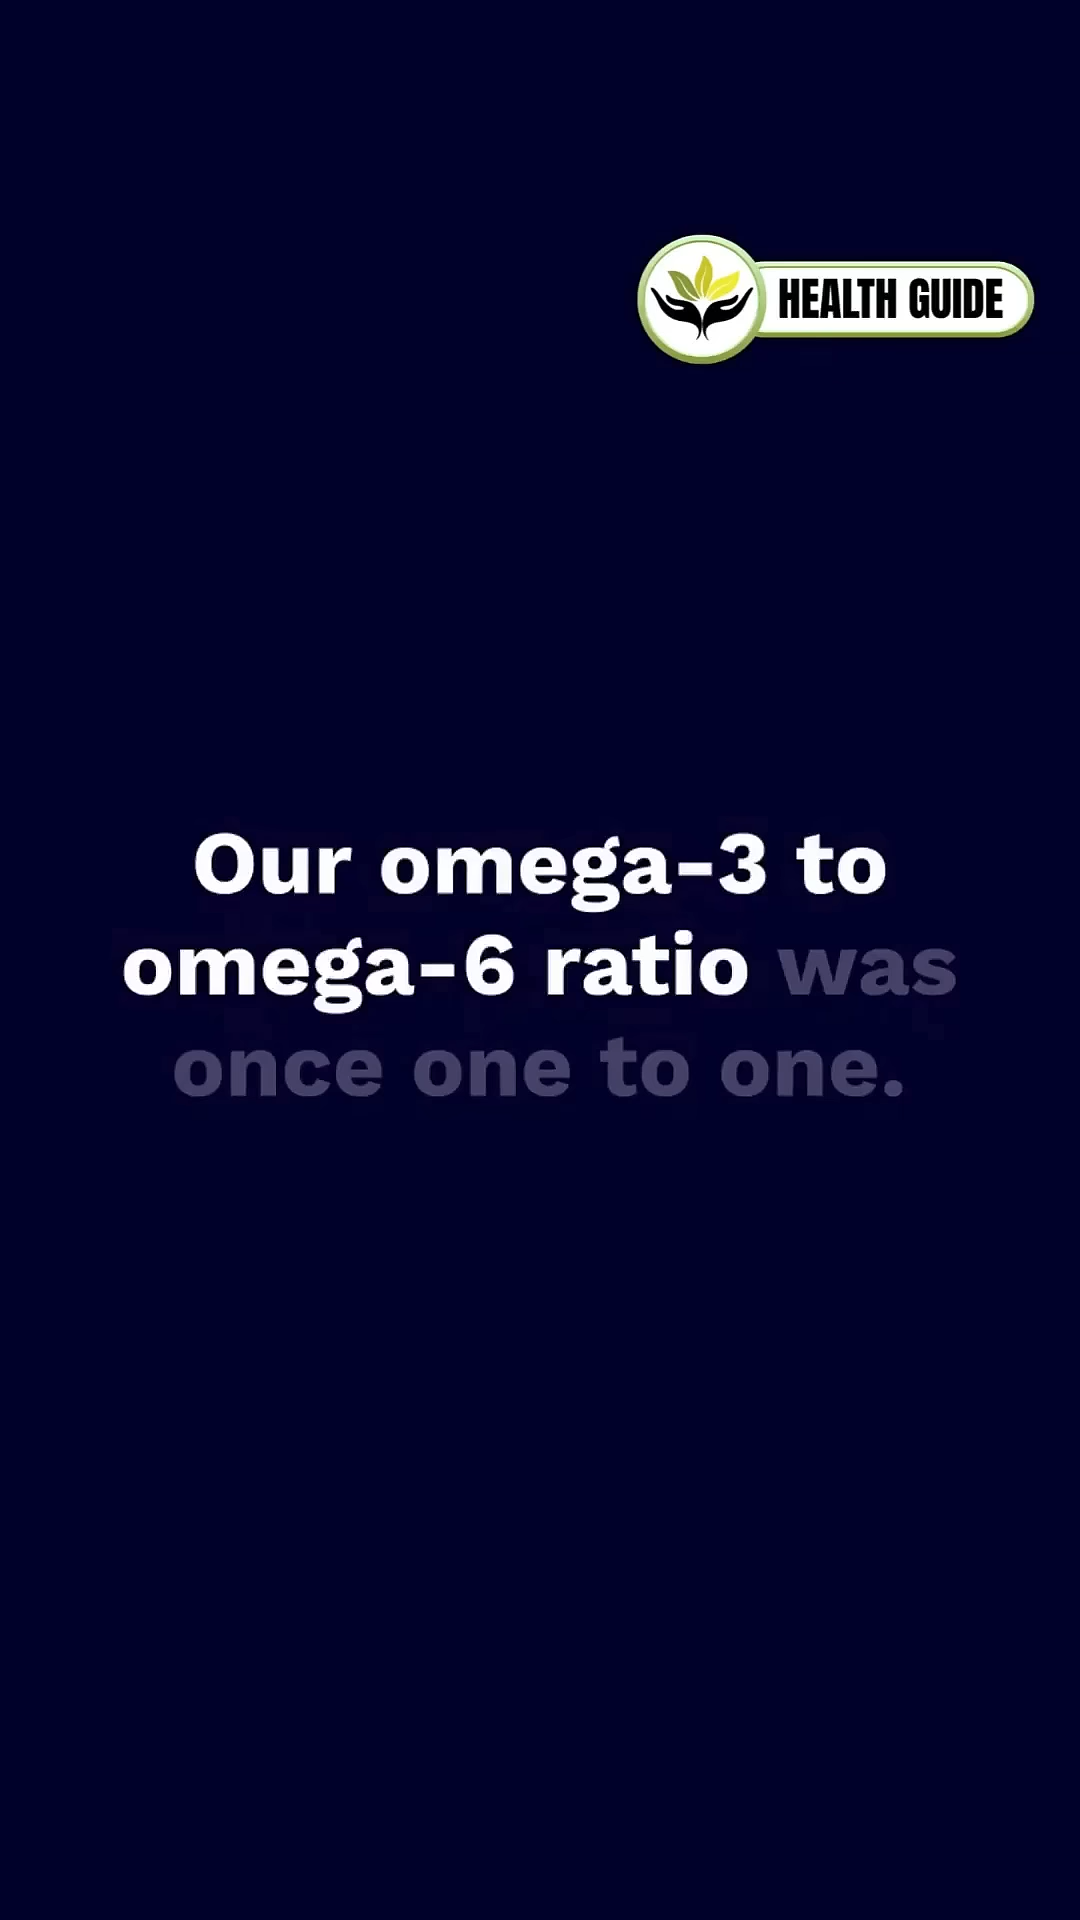 HEALTH GUIDE
Our omega-3 to
omega-6 ratio was
once one to one.